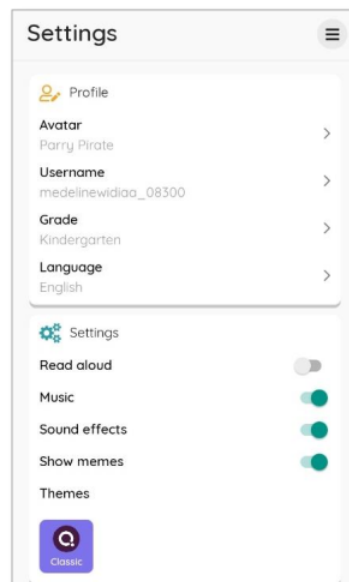 Settings
Profile
Avatar
Parry Pirate
Username
medelinewidiaa_08300
Grade
Kindergarten
Language
English
Settings
Read aloud
Music
Sound effects
Show memes
Themes
Classic